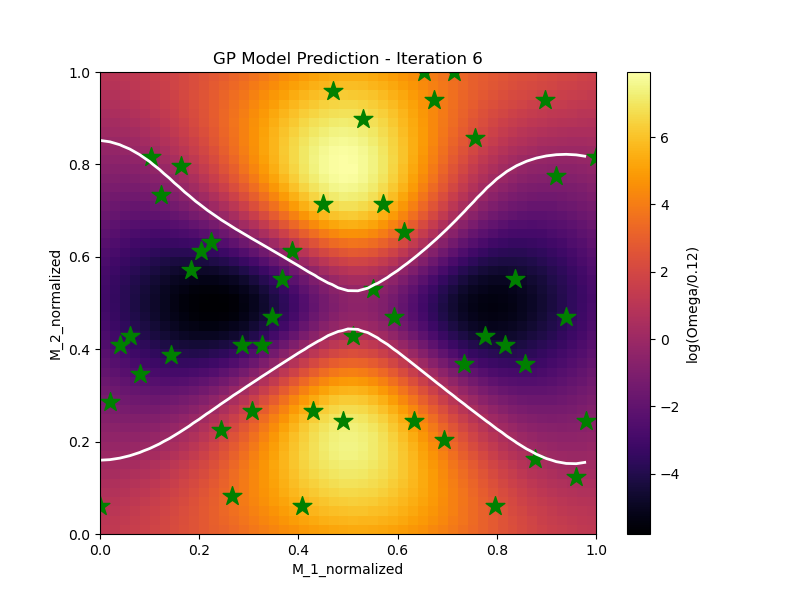 GP Model Prediction - Iteration 6
1.0
0.8
0.6
0.4
0.2
0.0
M_2_normalized
0.0 0.2 0.4 0.6 0.8 1.0
M_1_normalized
6
4
2
0
−2
−4
log(Omega/0.12)